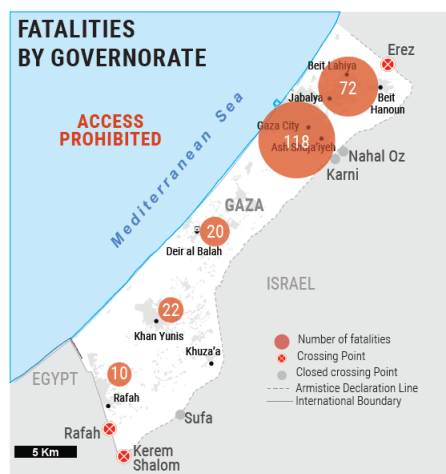 FATALITIES
BY GOVERNORATE
ACCESS
PROHIBITED
Mediterranean Sea
Erez
Beit Lahiya
72
Jabalya
Beit
Hanoun
Gaza City
118
Ash Shuja'iyeh
Nahal Oz
Karni
GAZA
20
Deir al Balah
ISRAEL
22
Khan Yunis
Khuza'a
10
EGYPT
Rafah
Sufa
Rafah
Kerem
Shalom
5 Km
Number of fatalities
Crossing Point
Closed crossing Point
Armistice Declaration Line
International Boundary